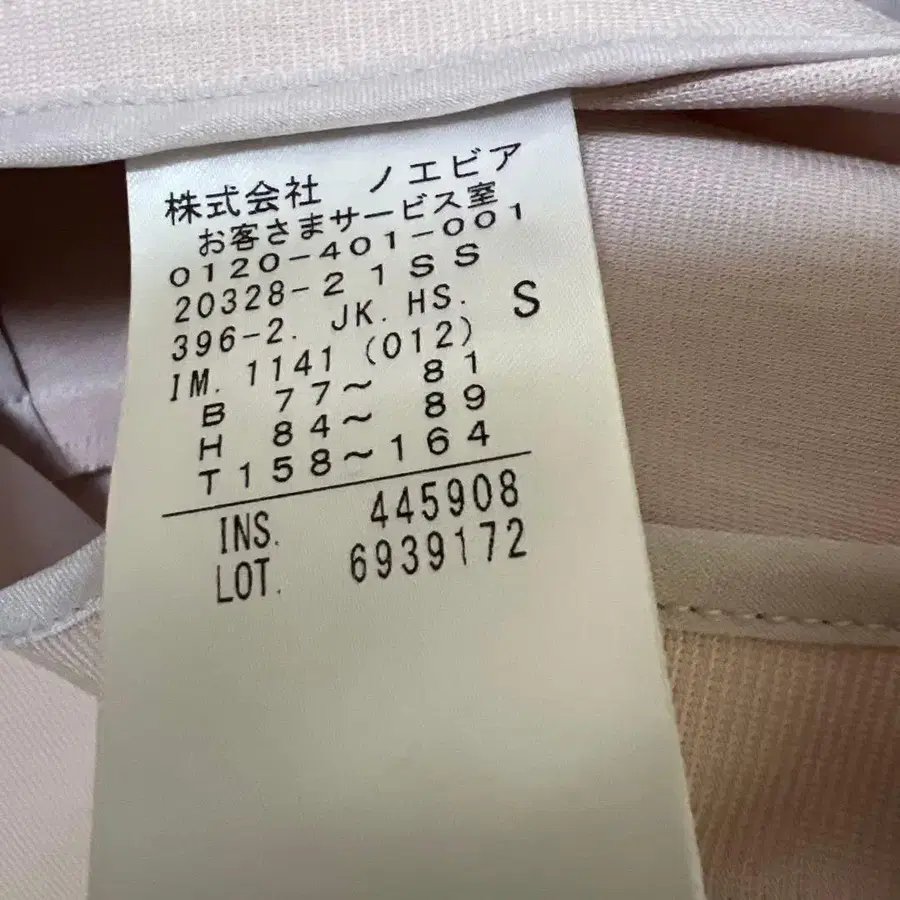 株式会社 ノエビア
お客さまサービス室
0120-401-001
20328-21SS
396-2. JK. HS. S
IM. 1141 (012)
B 77~ 81
H 84~ 89
T158~164
INS. 445908
LOT. 6939172